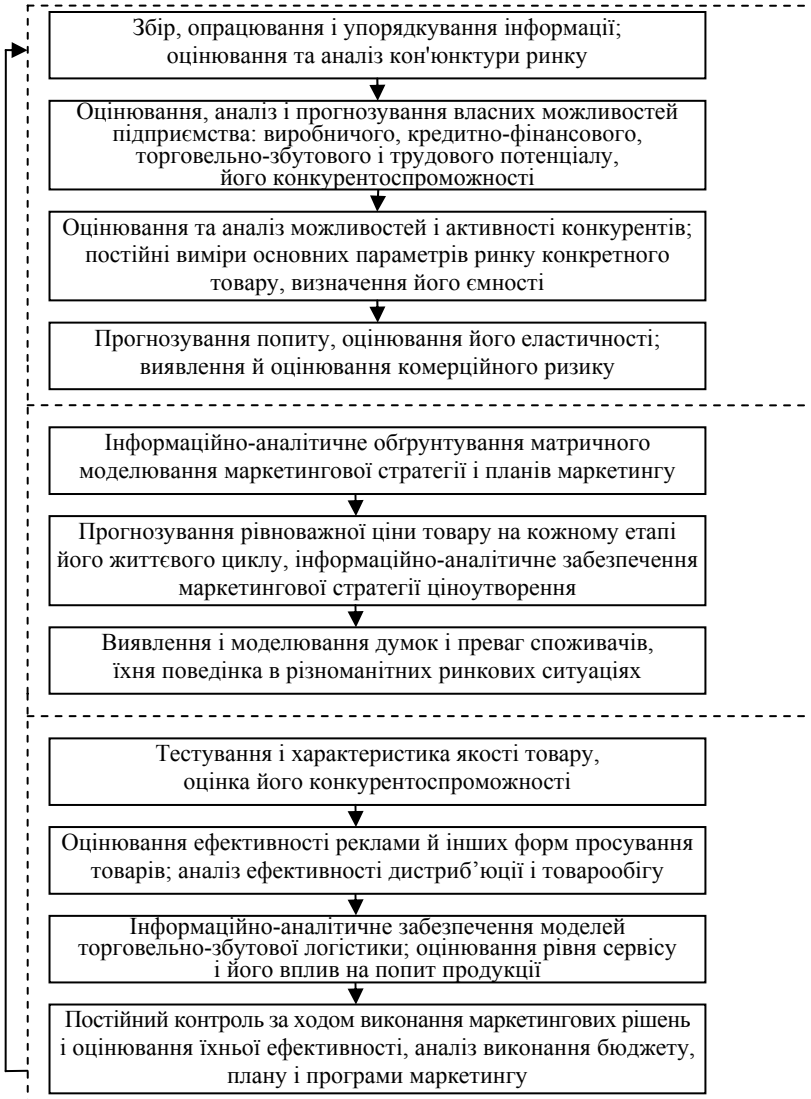 Збір, опрацювання і упорядкування інформації;
оцінювання та аналіз кон'юнктури ринку
Оцінювання, аналіз і прогнозування власних можливостей
підприємства: виробничого, кредитно-фінансового,
торговельно-збутового і трудового потенціалу,
його конкурентоспроможності
Оцінювання та аналіз можливостей і активності конкурентів;
постійні виміри основних параметрів ринку конкретного
товару, визначення його ємності
Прогнозування попиту, оцінювання його еластичності;
виявлення й оцінювання комерційного ризику
Інформаційно-аналітичне обґрунтування матричного
моделювання маркетингової стратегії і планів маркетингу
Прогнозування рівноважної ціни товару на кожному етапі
його життєвого циклу, інформаційно-аналітичне забезпечення
маркетингової стратегії ціноутворення
Виявлення і моделювання думок і преваг споживачів,
їхня поведінка в різноманітних ринкових ситуаціях
Тестування і характеристика якості товару,
оцінка його конкурентоспроможності
Оцінювання ефективності реклами й інших форм просування
товарів; аналіз ефективності дистриб’юції і товарообігу
Інформаційно-аналітичне забезпечення моделей
торговельно-збутової логістики; оцінювання рівня сервісу
і його вплив на попит продукції
Постійний контроль за ходом виконання маркетингових рішень
і оцінювання їхньої ефективності, аналіз виконання бюджету,
плану і програми маркетингу